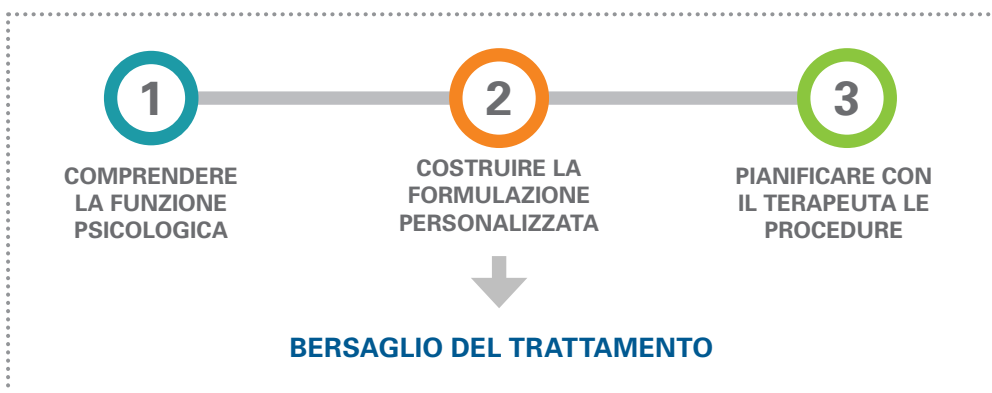 1
2
3
COMPRENDERE
LA FUNZIONE
PSICOLOGICA
COSTRUIRE LA
FORMULAZIONE
PERSONALIZZATA
PIANIFICARE CON
IL TERAPEUTA LE
PROCEDURE
BERSAGLIO DEL TRATTAMENTO